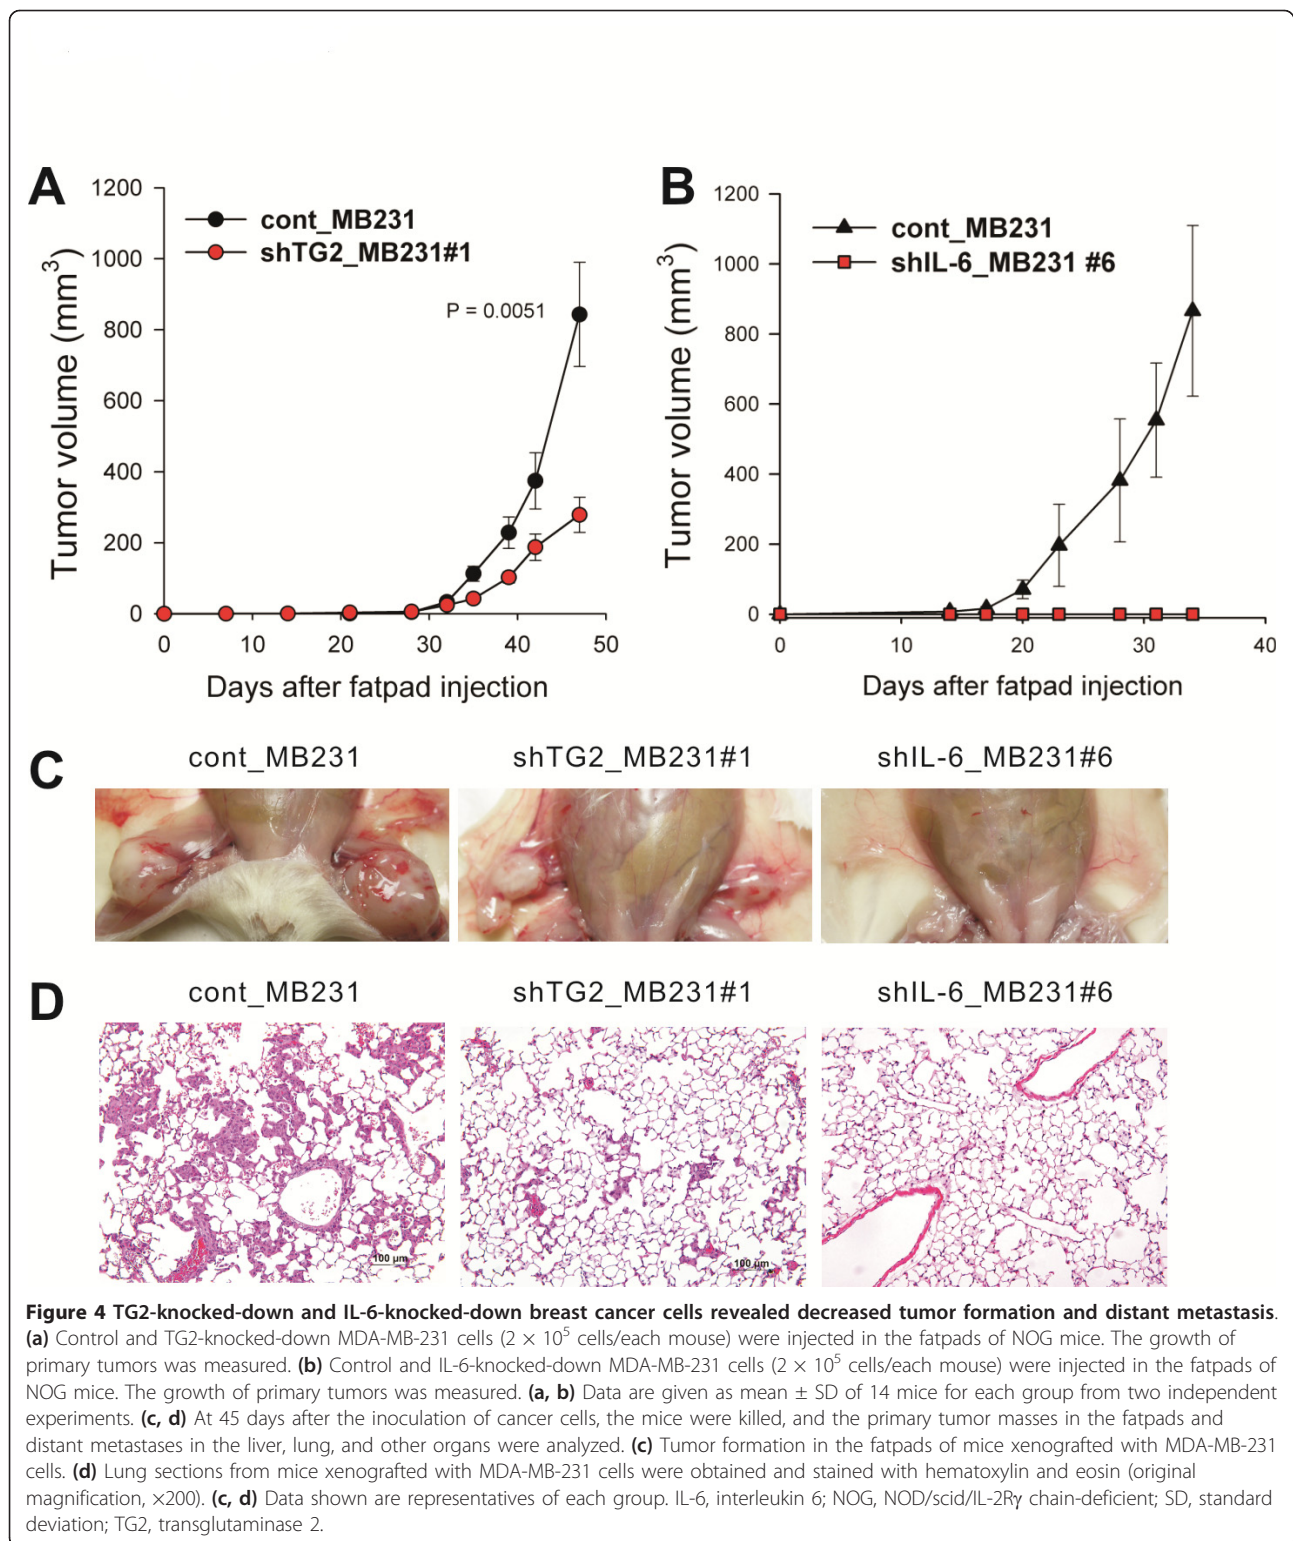 A
1200
1000
800
600
400
200
0
Tumor volume (mm³)
cont_MB231
shTG2_MB231#1
P = 0.0051
0 10 20 30 40 50
Days after fatpad injection
B
1200
1000
800
600
400
200
0
Tumor volume (mm³)
cont_MB231
shIL-6_MB231 #6
0 10 20 30 40
Days after fatpad injection
C
cont_MB231 shTG2_MB231#1 shIL-6_MB231#6
D
cont_MB231 shTG2_MB231#1 shIL-6_MB231#6
100 µm 100 µm
Figure 4 TG2-knocked-down and IL-6-knocked-down breast cancer cells revealed decreased tumor formation and distant metastasis.
(a) Control and TG2-knocked-down MDA-MB-231 cells (2 × 10⁵ cells/each mouse) were injected in the fatpads of NOG mice. The growth of
primary tumors was measured. (b) Control and IL-6-knocked-down MDA-MB-231 cells (2 × 10⁵ cells/each mouse) were injected in the fatpads of
NOG mice. The growth of primary tumors was measured. (a, b) Data are given as mean ± SD of 14 mice for each group from two independent
experiments. (c, d) At 45 days after the inoculation of cancer cells, the mice were killed, and the primary tumor masses in the fatpads and
distant metastases in the liver, lung, and other organs were analyzed. (c) Tumor formation in the fatpads of mice xenografted with MDA-MB-231
cells. (d) Lung sections from mice xenografted with MDA-MB-231 cells were obtained and stained with hematoxylin and eosin (original
magnification, ×200). (c, d) Data shown are representatives of each group. IL-6, interleukin 6; NOG, NOD/scid/IL-2Rγ chain-deficient; SD, standard
deviation; TG2, transglutaminase 2.